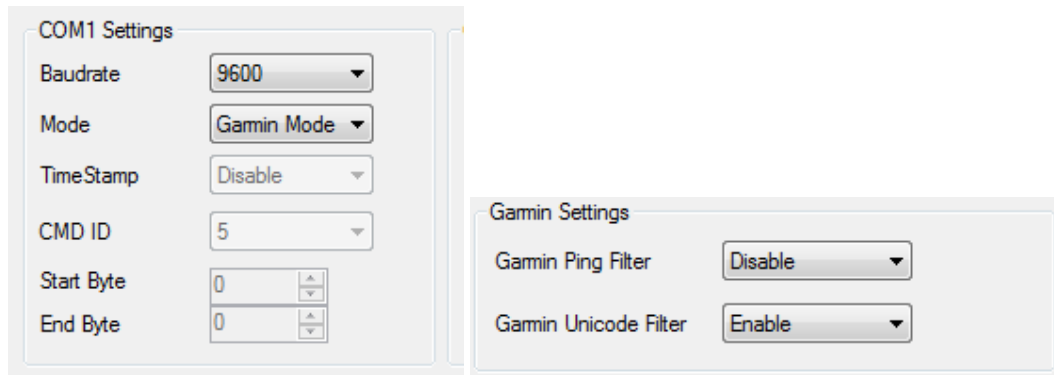 COM1 Settings
Baudrate 9600
Mode Garmin Mode
TimeStamp Disable
CMD ID 5
Start Byte 0
End Byte 0
Garmin Settings
Garmin Ping Filter Disable
Garmin Unicode Filter Enable